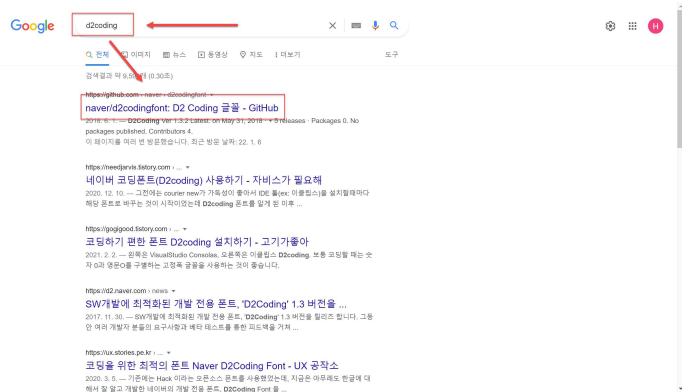 Google
d2coding
H
전체 이미지 뉴스 동영상 지도 더보기 도구
검색결과 약 9,5 개 (0.30초)
https://github.com › naver › d2codingfont
naver/d2codingfont: D2 Coding 글꼴 - GitHub
2018. 6. 1. — D2Coding Ver 1.3.2 Latest. on May 31, 2018 · + 5 releases · Packages 0. No
packages published. Contributors 4.
이 페이지를 여러 번 방문했습니다. 최근 방문 날짜: 22. 1. 6
https://needjarvis.tistory.com › ...
네이버 코딩폰트(D2coding) 사용하기 - 자비스가 필요해
2020. 12. 10. — 그전에는 courier new가 가독성이 좋아서 IDE 툴(ex: 이클립스)을 설치할때마다
해당 폰트로 바꾸는 것이 시작이었는데 D2coding 폰트를 알게 된 이후 ...
https://gogigood.tistory.com › ...
코딩하기 편한 폰트 D2coding 설치하기 - 고기가좋아
2021. 2. 2. — 왼쪽은 VisualStudio Consolas, 오른쪽은 이클립스 D2coding. 보통 코딩할 때는 숫
자 0과 영문O를 구별하는 고정폭 글꼴을 사용하는 것이 좋습니다.
https://d2.naver.com › news
SW개발에 최적화된 개발 전용 폰트, 'D2Coding' 1.3 버전을 ...
2017. 11. 30. — SW개발에 최적화된 개발 전용 폰트, 'D2Coding' 1.3 버전을 릴리즈 합니다. 그동
안 여러 개발자 분들의 요구사항과 베타 테스트를 통한 피드백을 거쳐 ...
https://ux.stories.pe.kr › ...
코딩을 위한 최적의 폰트 Naver D2Coding Font - UX 공작소
2020. 3. 5. — 기존에는 Hack 이라는 오픈소스 폰트를 사용했었는데, 지금은 아무래도 한글에 대
해서 잘 알고 개발한 네이버의 개발 전용 폰트, D2Coding Font 을 ...